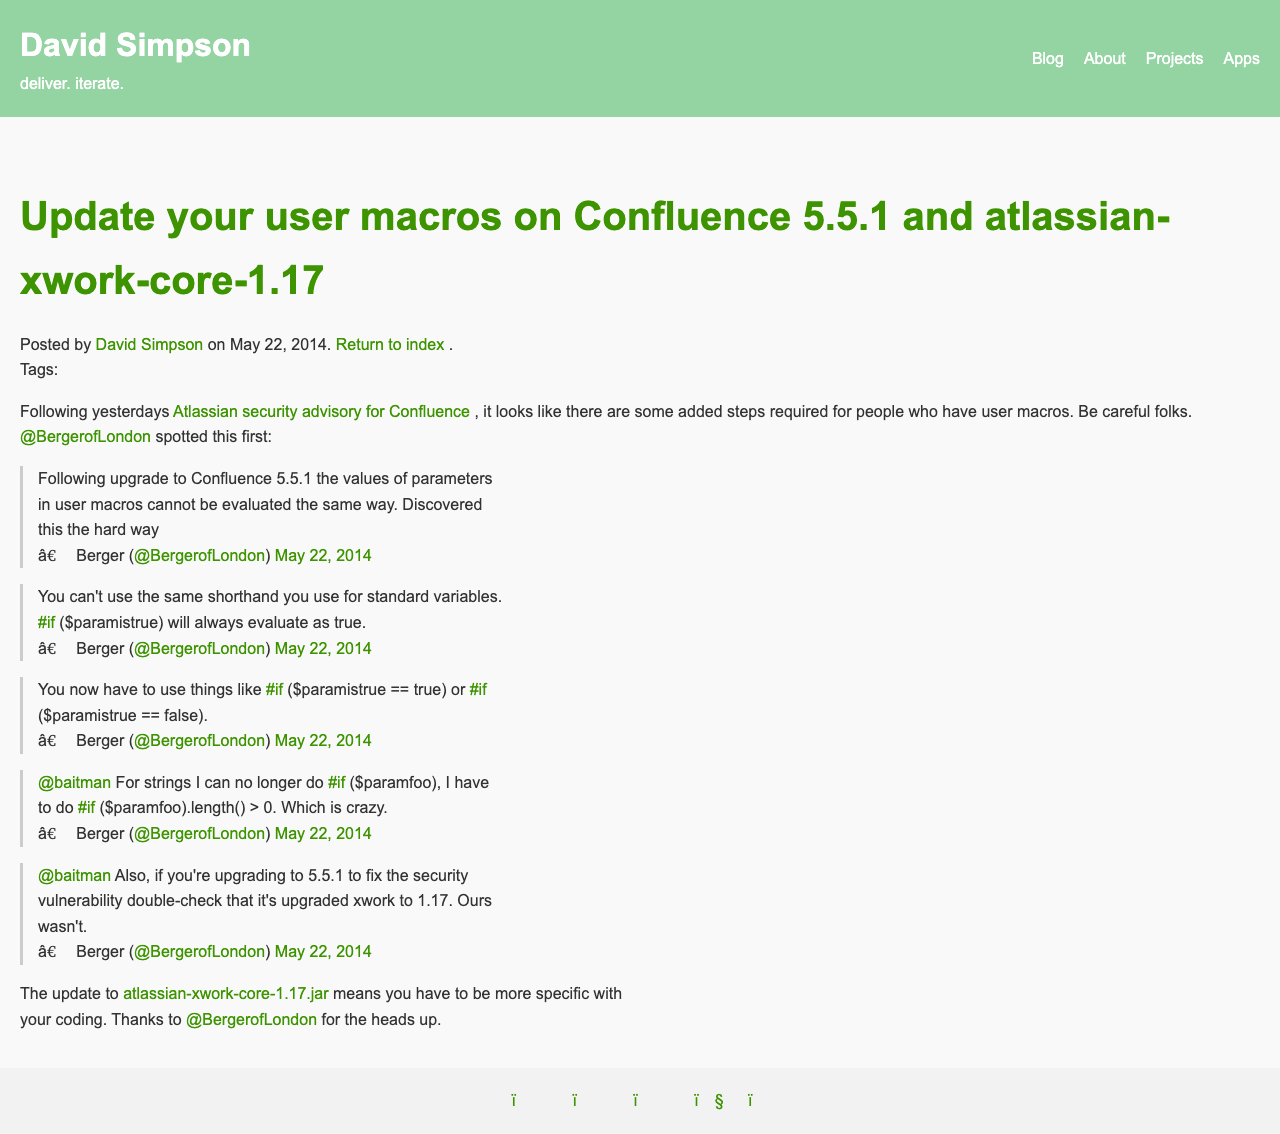 David Simpson
deliver. iterate.
Blog About Projects Apps
Update your user macros on Confluence 5.5.1 and atlassian-
xwork-core-1.17
Posted by David Simpson on May 22, 2014. Return to index .
Tags:
Following yesterdays Atlassian security advisory for Confluence , it looks like there are some added steps required for people who have user macros. Be careful folks.
@BergerofLondon spotted this first:
Following upgrade to Confluence 5.5.1 the values of parameters
in user macros cannot be evaluated the same way. Discovered
this the hard way
â€ Berger (@BergerofLondon) May 22, 2014
You can't use the same shorthand you use for standard variables.
#if ($paramistrue) will always evaluate as true.
â€ Berger (@BergerofLondon) May 22, 2014
You now have to use things like #if ($paramistrue == true) or #if
($paramistrue == false).
â€ Berger (@BergerofLondon) May 22, 2014
@baitman For strings I can no longer do #if ($paramfoo), I have
to do #if ($paramfoo).length() > 0. Which is crazy.
â€ Berger (@BergerofLondon) May 22, 2014
@baitman Also, if you're upgrading to 5.5.1 to fix the security
vulnerability double-check that it's upgraded xwork to 1.17. Ours
wasn't.
â€ Berger (@BergerofLondon) May 22, 2014
The update to atlassian-xwork-core-1.17.jar means you have to be more specific with
your coding. Thanks to @BergerofLondon for the heads up.
ï ï ï ï § ï